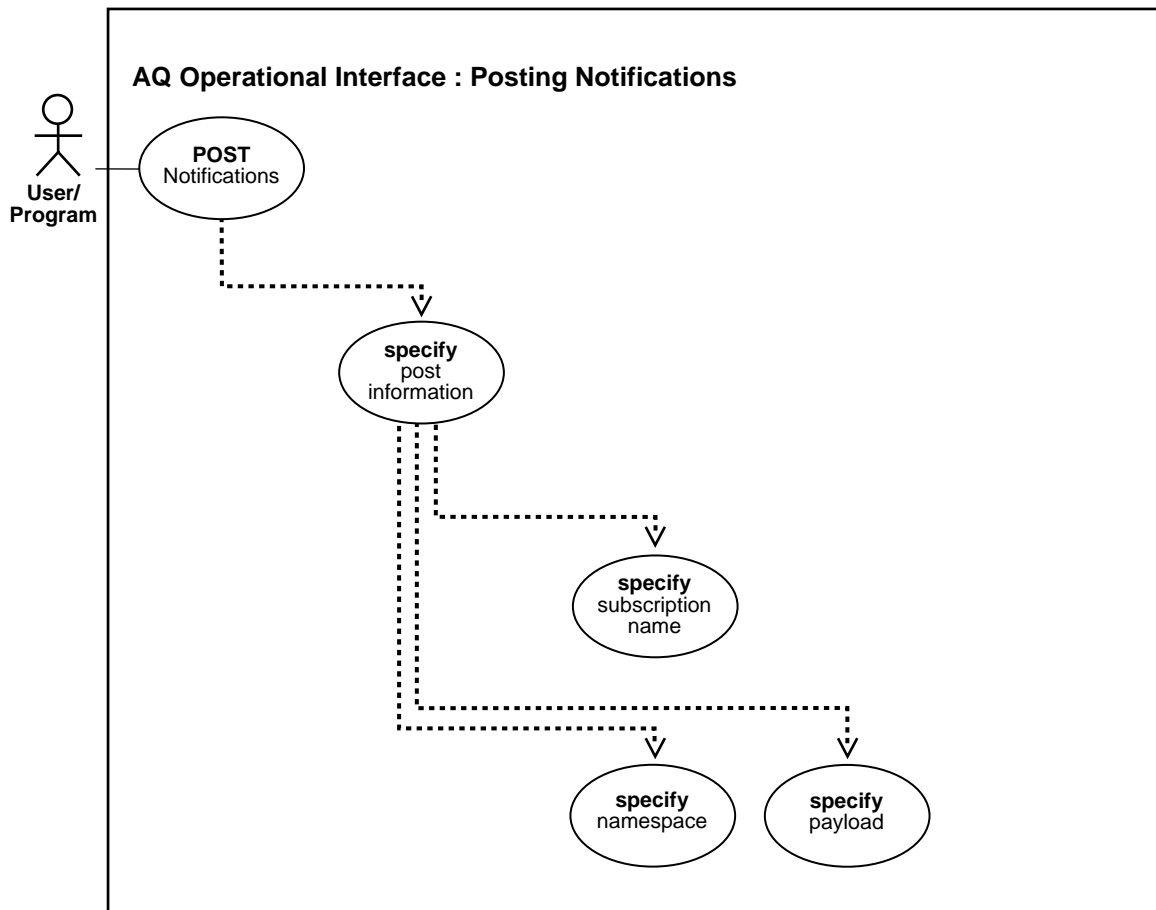 AQ Operational Interface : Posting Notifications
User/
Program
POST
Notifications
specify
post
information
specify
subscription
name
specify
namespace
specify
payload